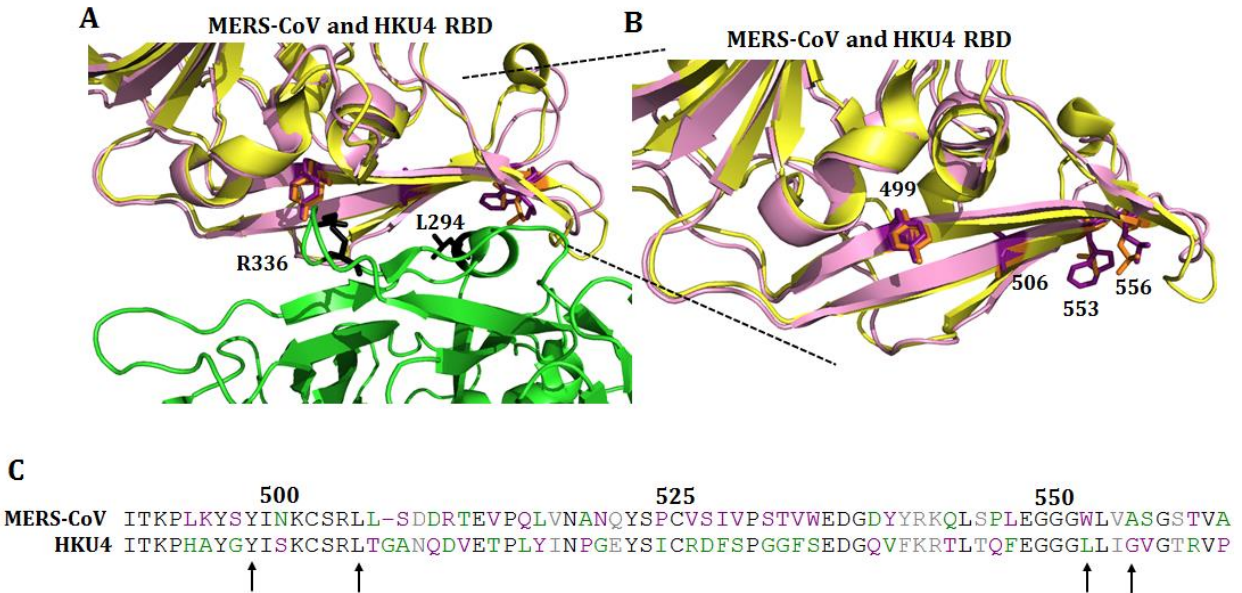 A
MERS-CoV and HKU4 RBD
R336
L294
B
MERS-CoV and HKU4 RBD
499
506
553
556
C
500 525 550
MERS-CoV ITKPLKYSYINKCSRLL-SDDRTEVPQLVNANQYSPCVSIVPSTVWEDGDYYRKQLSPLEGGGWLVASGSTVA
HKU4 ITKPHAYGYISKCSRLTGANQDVETPLYINPGEYSICRDFSPGGFSEDGQVFKRTLTQFEGGGLLIGVGTRVP